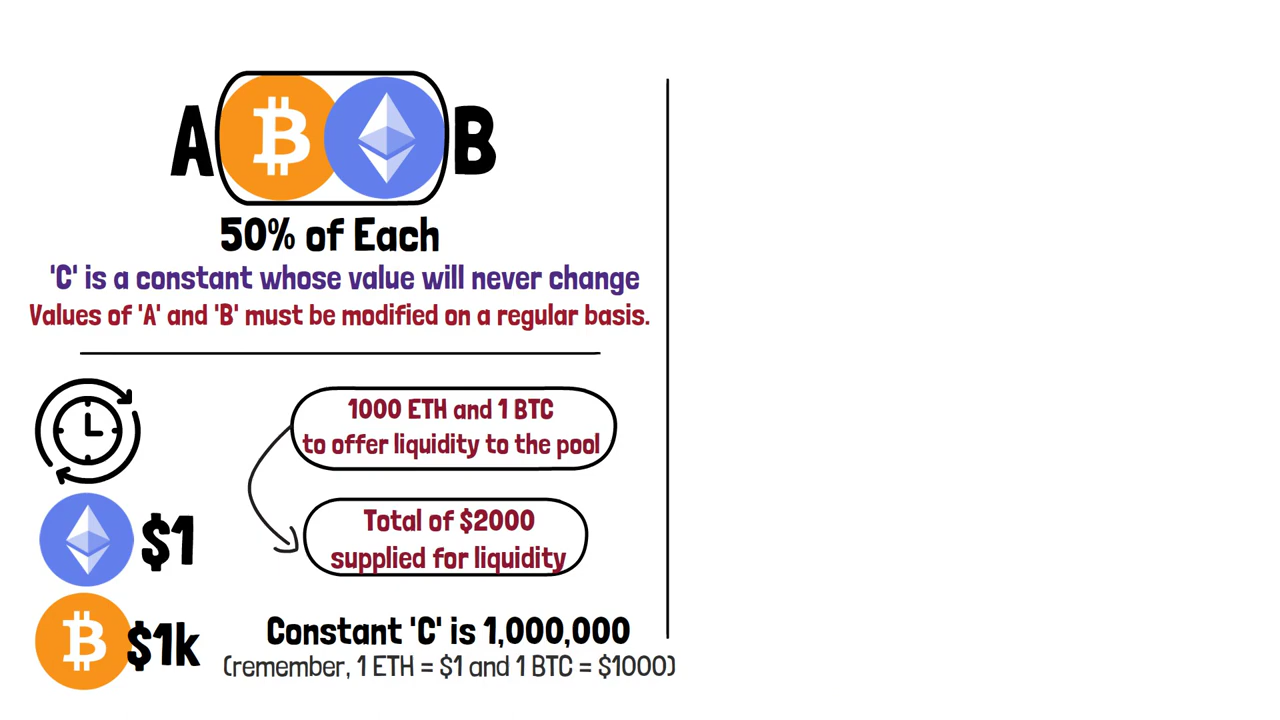 A B
50% of Each
'C' is a constant whose value will never change
Values of 'A' and 'B' must be modified on a regular basis.
1000 ETH and 1 BTC
to offer liquidity to the pool
$1
Total of $2000
supplied for liquidity
$1k
Constant 'C' is 1,000,000
(remember, 1 ETH = $1 and 1 BTC = $1000)